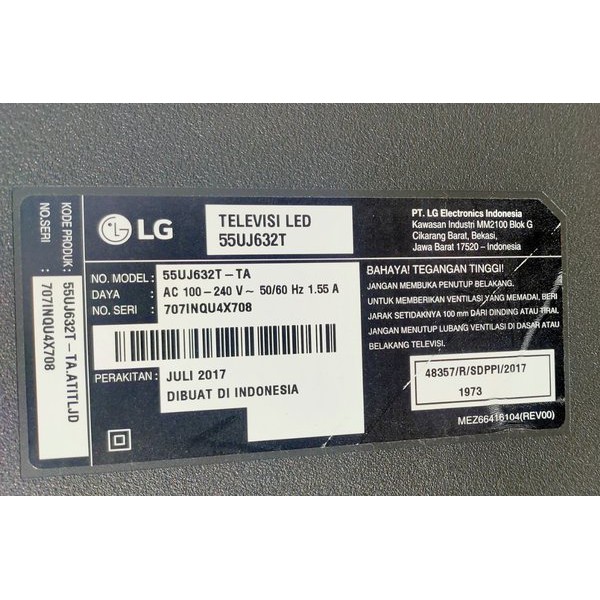 KODE PRODUK : 55UJ632T-TA.ATITLJD
NO.SERI : 707INQU4X708
LG
TELEVISI LED
55UJ632T
NO. MODEL : 55UJ632T-TA
DAYA : AC 100-240 V~ 50/60 Hz 1.55 A
NO. SERI : 707INQU4X708
PERAKITAN : JULI 2017
DIBUAT DI INDONESIA
PT. LG Electronics Indonesia
Kawasan Industri MM2100 Blok G
Cikarang Barat, Bekasi,
Jawa Barat 17520 - Indonesia
BAHAYA! TEGANGAN TINGGI!
JANGAN MEMBUKA PENUTUP BELAKANG.
UNTUK MEMBERIKAN VENTILASI YANG MEMADAI, BERI
JARAK SETIDAKNYA 100 mm DARI DINDING ATAU TIRAI
JANGAN MENUTUP LUBANG VENTILASI DI DASAR ATAU
BELAKANG TELEVISI.
48357/R/SDPPI/2017
1973
MEZ66416104(REV00)